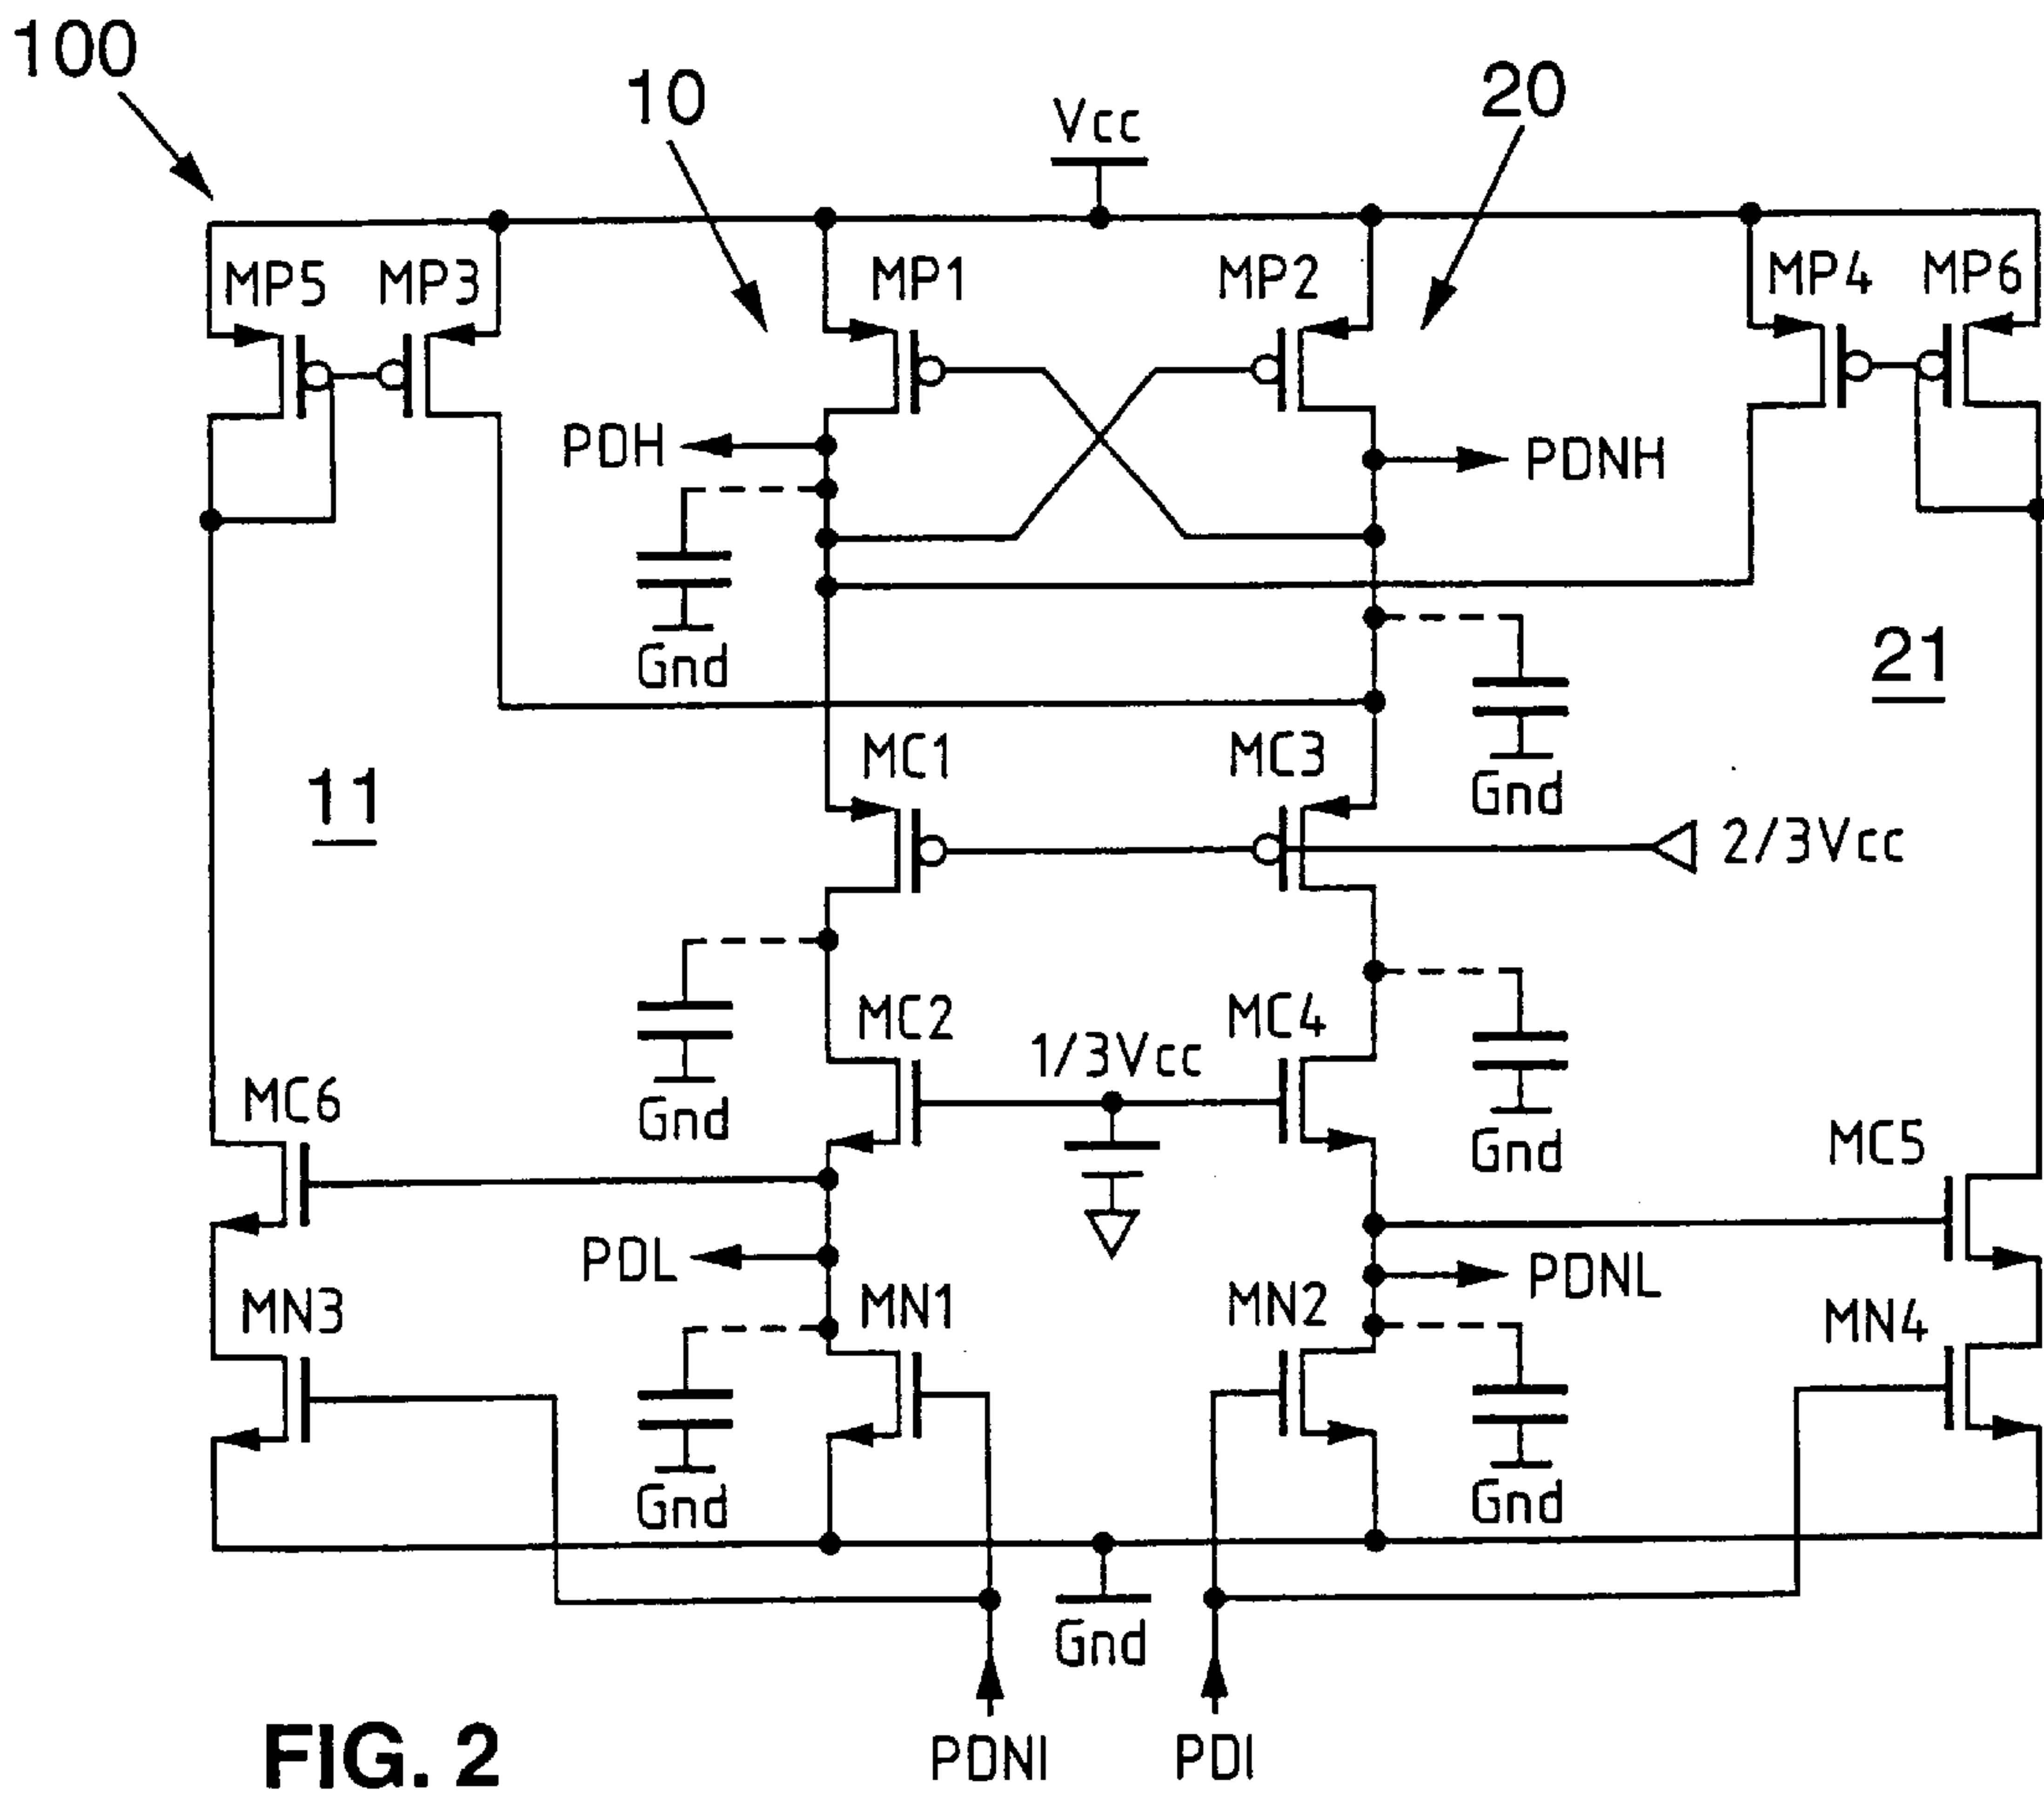 100
10
Vcc
20
MP5
MP3
MP1
MP2
MP4
MP6
PDH
PDNH
Gnd
21
MC1
MC3
Gnd
11
2/3Vcc
MC2
MC4
1/3Vcc
MC6
Gnd
Gnd
MC5
PDL
PDNL
MN3
MN1
MN2
MN4
Gnd
Gnd
Gnd
PDNI
PDI
FIG. 2